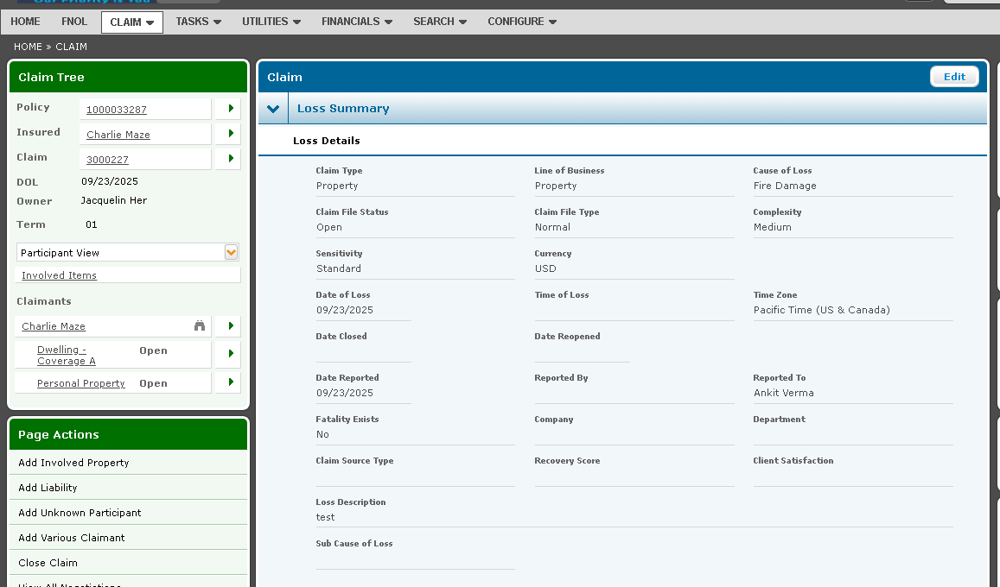 HOME FNOL CLAIM TASKS UTILITIES FINANCIALS SEARCH CONFIGURE
HOME » CLAIM
Claim Tree
Policy 1000033287
Insured Charlie Maze
Claim 3000227
DOL 09/23/2025
Owner Jacquelin Her
Term 01
Participant View
Involved Items
Claimants
Charlie Maze
Dwelling - Open
Coverage A
Personal Property Open
Page Actions
Add Involved Property
Add Liability
Add Unknown Participant
Add Various Claimant
Close Claim
View All Negotiations
Claim Edit
Loss Summary
Loss Details
Claim Type Line of Business Cause of Loss
Property Property Fire Damage
Claim File Status Claim File Type Complexity
Open Normal Medium
Sensitivity Currency
Standard USD
Date of Loss Time of Loss Time Zone
09/23/2025 Pacific Time (US & Canada)
Date Closed Date Reopened
Date Reported Reported By Reported To
09/23/2025 Ankit Verma
Fatality Exists Company Department
No
Claim Source Type Recovery Score Client Satisfaction
Loss Description
test
Sub Cause of Loss